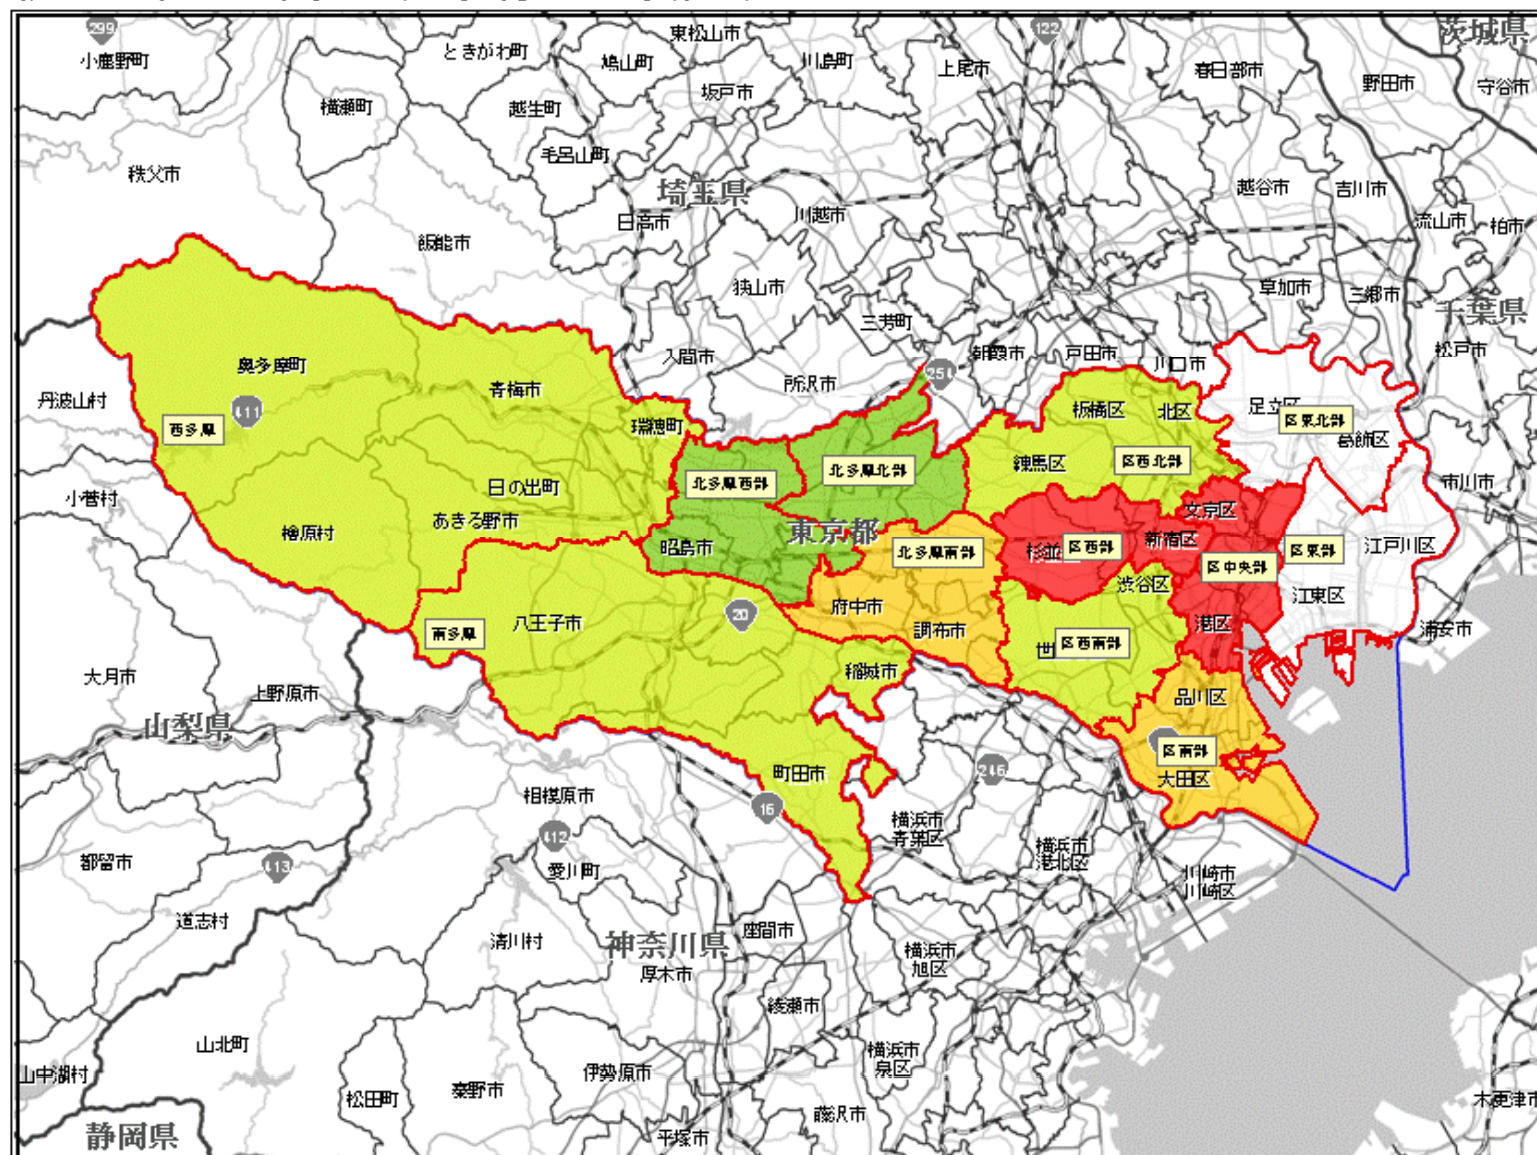 299
小鹿野町
ときがわ町
東松山市
鳩山町
川島町
122
上尾市
春日部市
茨城県
野田市
守谷市
横瀬町
越生町
坂戸市
毛呂山町
秩父市
埼玉県
日高市
川越市
越谷市
吉川市
流山市
柏市
飯能市
狭山市
草加市
三郷市
千葉県
三芳町
入間市
所沢市
朝霞市
戸田市
川口市
松戸市
254
奥多摩町
青梅市
瑞穂町
丹波山村
411
西多摩
板橋区
北区
足立区
区東北部
葛飾区
小菅村
日の出町
あきる野市
檜原村
北多摩西部
北多摩北部
練馬区
区西北部
市川市
文京区
昭島市
東京都
北多摩南部
杉並
区西部
新宿区
区中央部
区東部
江戸川区
渋谷区
江東区
南多摩
八王子市
20
府中市
調布市
世
区西南部
港区
浦安市
大月市
上野原市
稲城市
品川区
山梨県
区南部
町田市
大田区
246
相模原市
16
横浜市
青葉区
412
横浜市
港北区
都留市
413
愛川町
川崎市
川崎区
道志村
清川村
神奈川県
座間市
厚木市
横浜市
旭区
綾瀬市
山北町
横浜市
泉区
山中湖村
松田町
秦野市
伊勢原市
藤沢市
木更津市
静岡県
平塚市